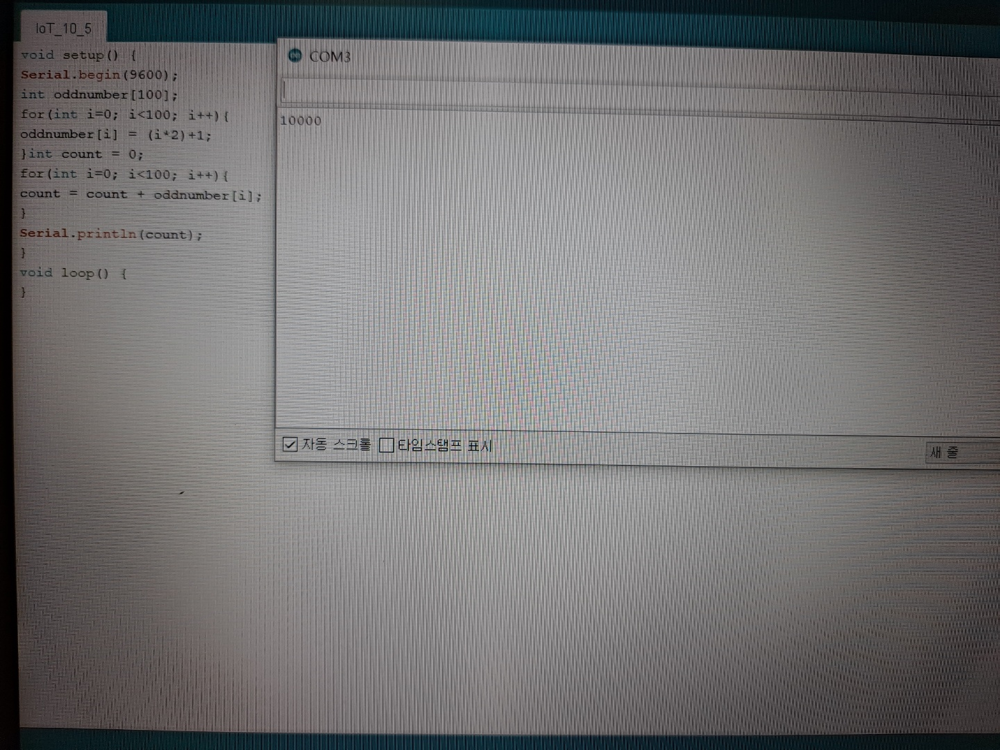 IoT_10_5
void setup() {
Serial.begin(9600);
int oddnumber[100];
for(int i=0; i<100; i++){
oddnumber[i] = (i*2)+1;
}int count = 0;
for(int i=0; i<100; i++){
count = count + oddnumber[i];
}
Serial.println(count);
}
void loop() {
}
COM3
10000
자동 스크롤 타임스탬프 표시
새 줄